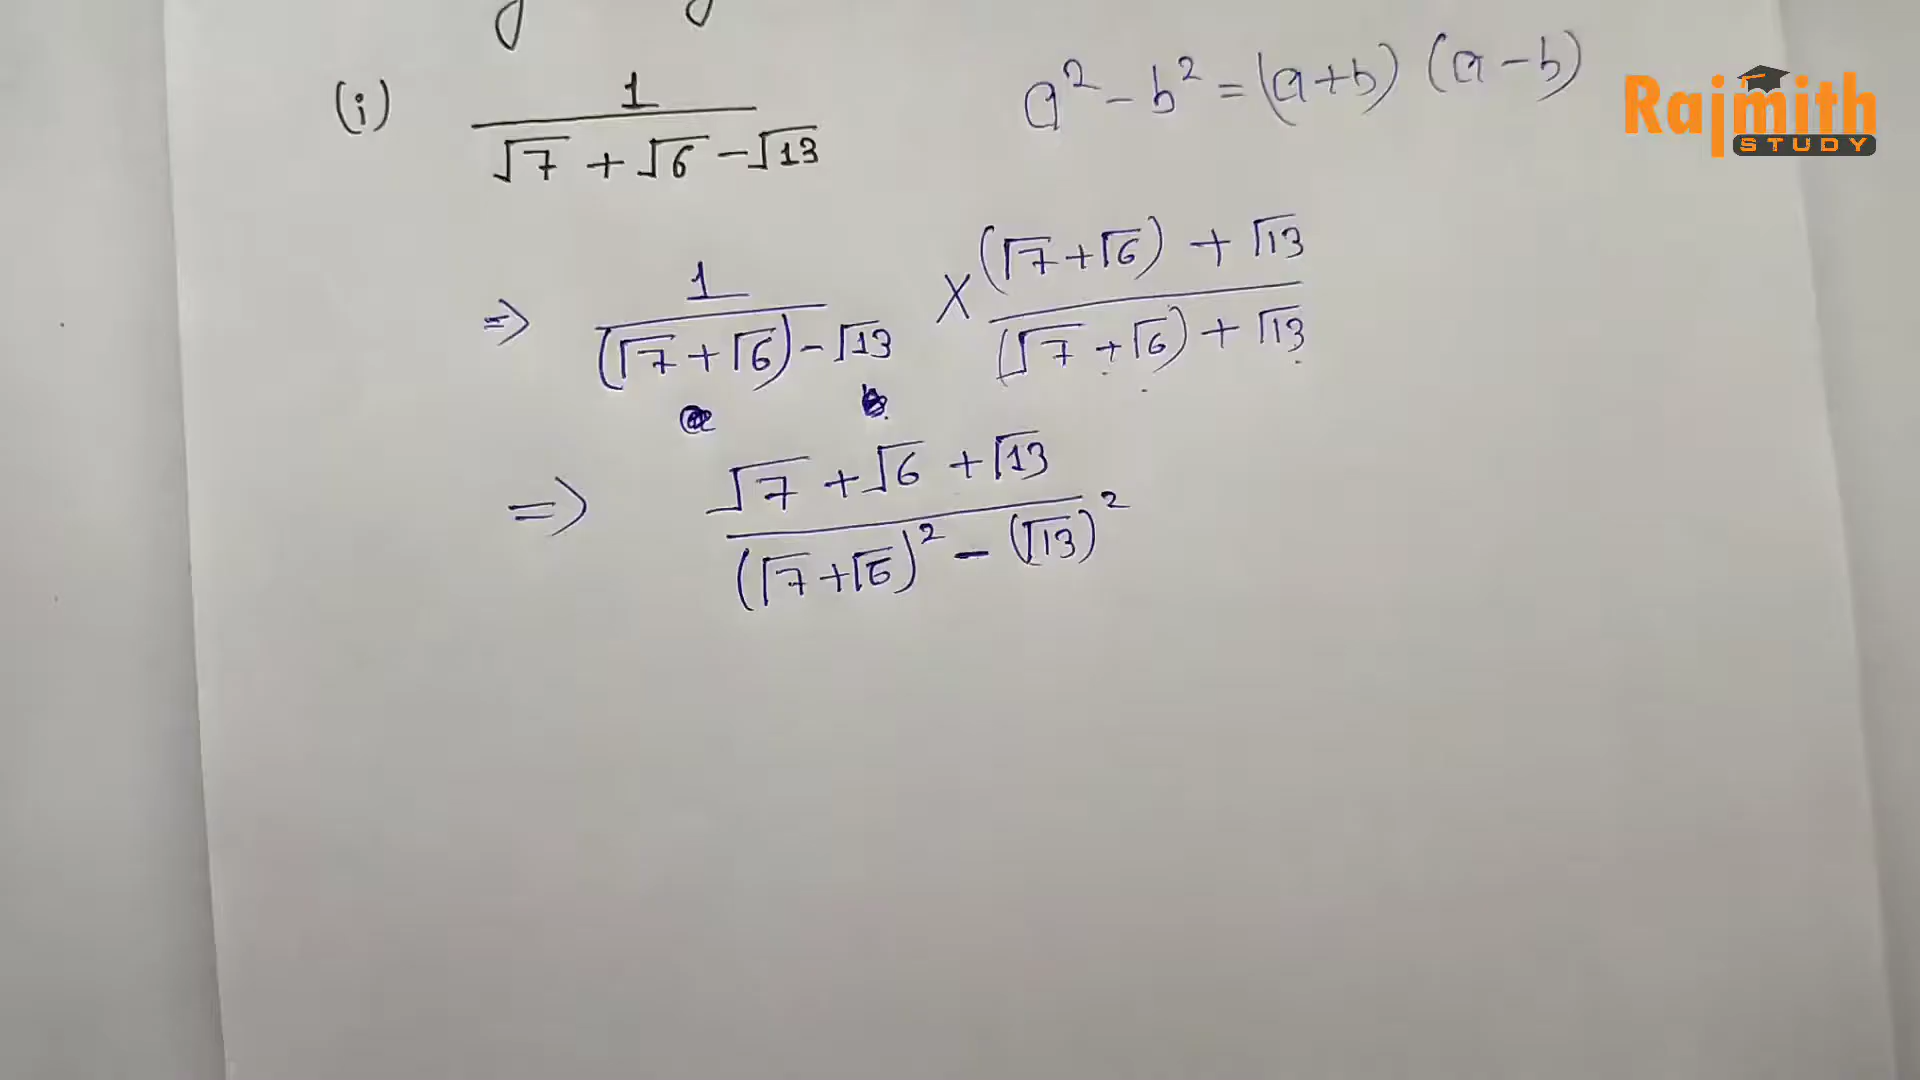 (i) 1/(√7 + √6 - √13)
a² - b² = (a+b) (a-b)
Rajmith
STUDY
=> 1/((√7+√6) - √13) × ((√7+√6) + √13)/((√7+√6) + √13)
a b
=> (√7 + √6 + √13)/((√7+√6)² - (√13)²)